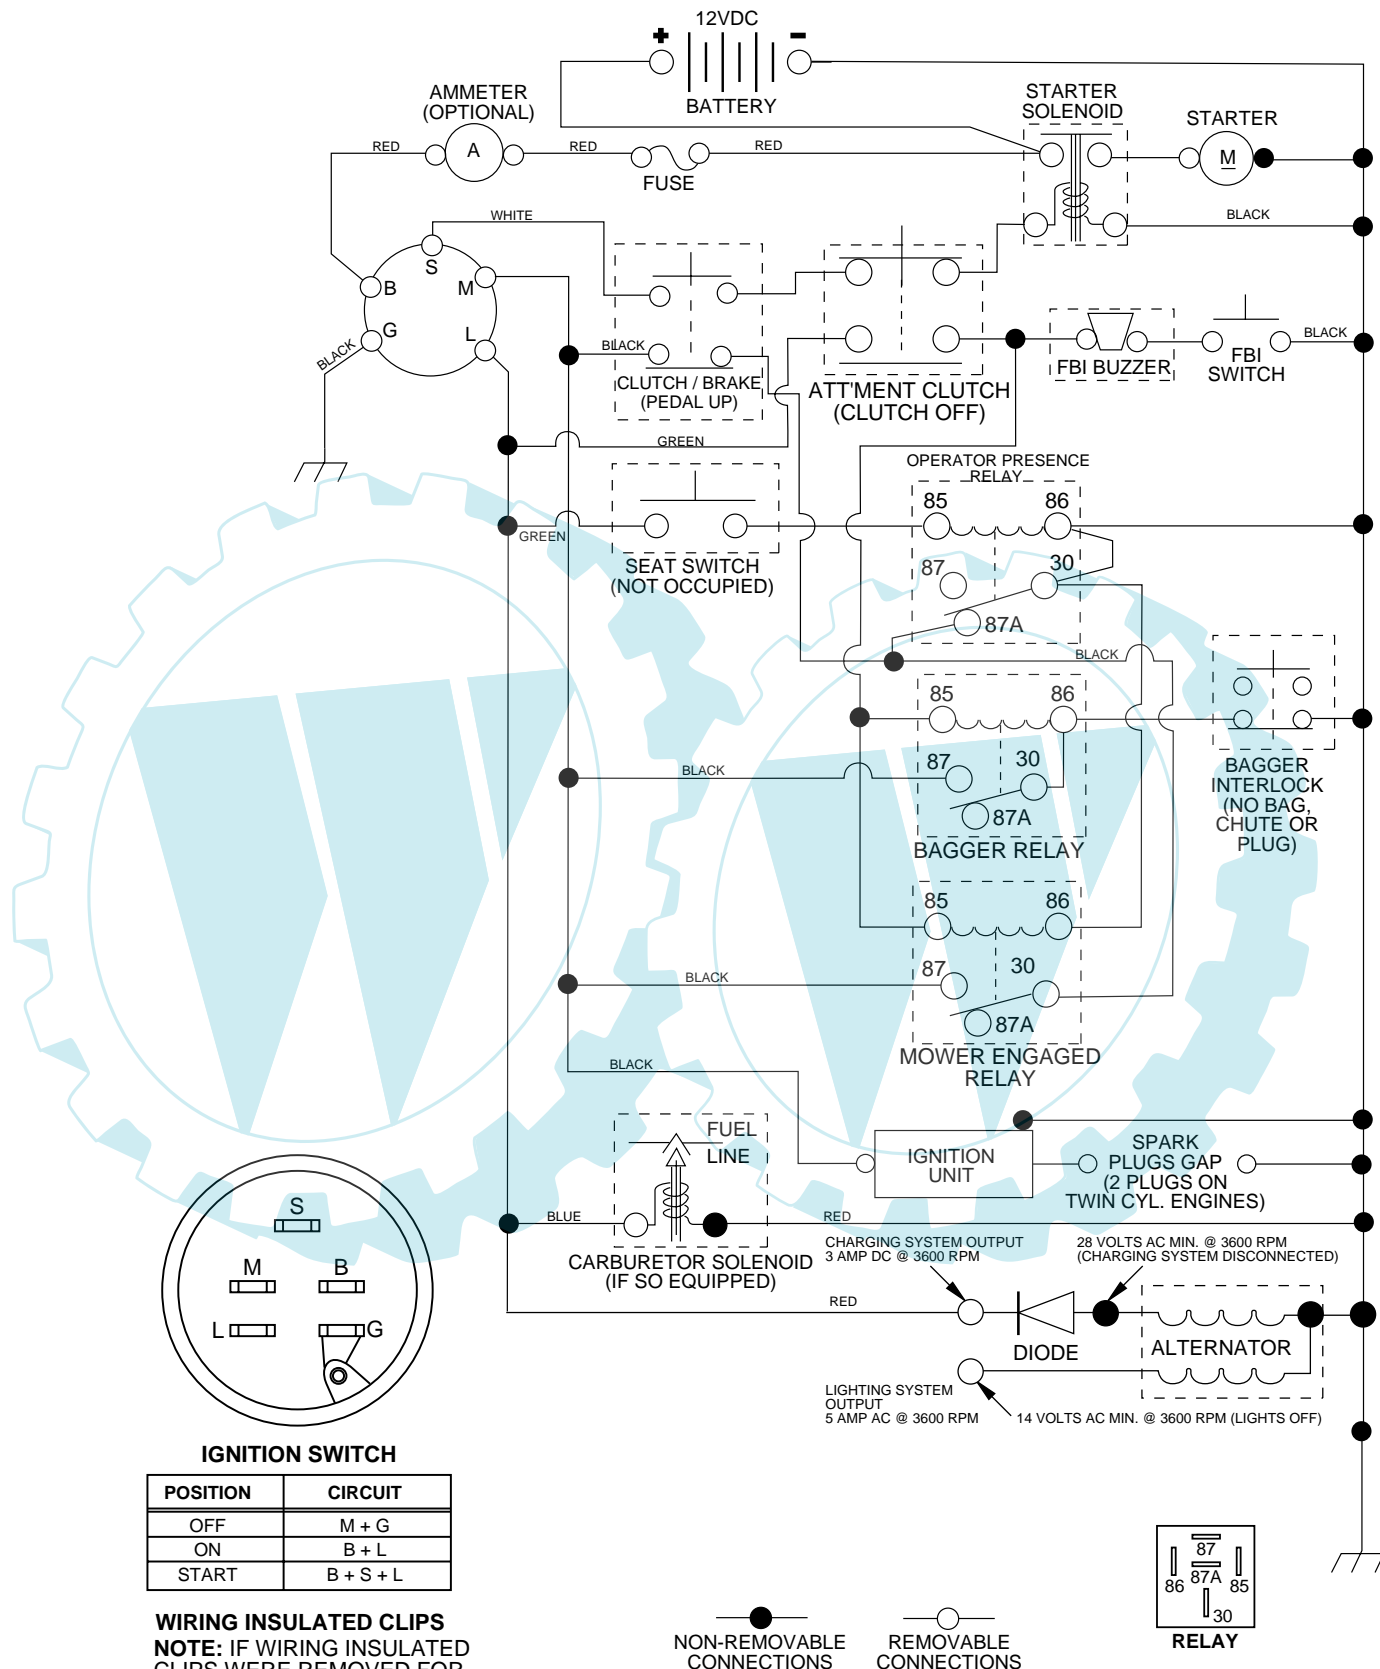 12VDC
+ -
BATTERY
AMMETER
(OPTIONAL)
RED
A
RED
FUSE
RED
STARTER
SOLENOID
STARTER
M
BLACK
WHITE
S
B
M
G
L
BLACK
BLACK
CLUTCH / BRAKE
(PEDAL UP)
ATT'MENT CLUTCH
(CLUTCH OFF)
FBI BUZZER
FBI
SWITCH
BLACK
GREEN
GREEN
SEAT SWITCH
(NOT OCCUPIED)
OPERATOR PRESENCE
RELAY
85
86
87
30
87A
BLACK
85
86
87
30
87A
BAGGER RELAY
BLACK
BAGGER
INTERLOCK
(NO BAG,
CHUTE OR
PLUG)
85
86
87
30
87A
MOWER ENGAGED
RELAY
BLACK
BLACK
FUEL
LINE
IGNITION
UNIT
SPARK
PLUGS GAP
(2 PLUGS ON
TWIN CYL. ENGINES)
BLUE
RED
CARBURETOR SOLENOID
(IF SO EQUIPPED)
CHARGING SYSTEM OUTPUT
3 AMP DC @ 3600 RPM
28 VOLTS AC MIN. @ 3600 RPM
(CHARGING SYSTEM DISCONNECTED)
RED
DIODE
ALTERNATOR
LIGHTING SYSTEM
OUTPUT
5 AMP AC @ 3600 RPM
14 VOLTS AC MIN. @ 3600 RPM (LIGHTS OFF)
S
M
B
L
G
IGNITION SWITCH
POSITION CIRCUIT
OFF M + G
ON B + L
START B + S + L
WIRING INSULATED CLIPS
NOTE: IF WIRING INSULATED
CLIPS WERE REMOVED FOR
NON-REMOVABLE
CONNECTIONS
REMOVABLE
CONNECTIONS
87
86
87A
85
30
RELAY